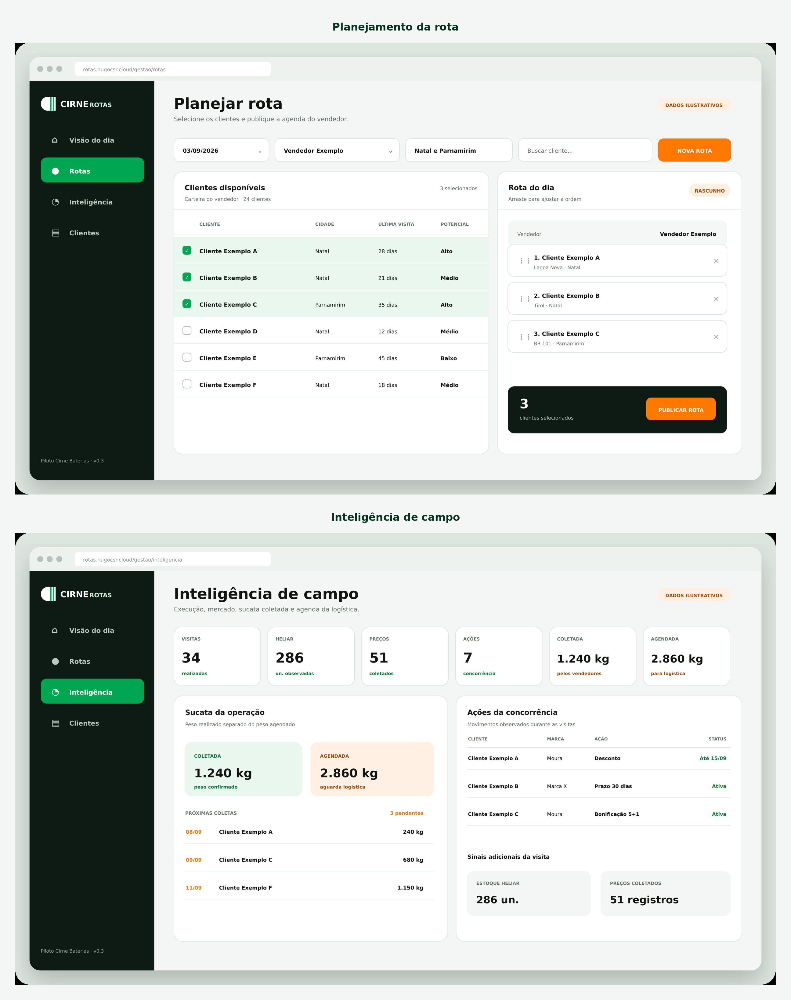 Planejamento da rota
rotas.hugocsr.cloud/gestao/rotas
CIRNE ROTAS
Visão do dia
Rotas
Inteligência
Clientes
Piloto Cirne Baterias · v0.3
Planejar rota
DADOS ILUSTRATIVOS
Selecione os clientes e publique a agenda do vendedor.
03/09/2026
Vendedor Exemplo
Natal e Parnamirim
Buscar cliente...
NOVA ROTA
Clientes disponíveis
3 selecionados
Carteira do vendedor · 24 clientes
CLIENTE CIDADE ÚLTIMA VISITA POTENCIAL
Cliente Exemplo A Natal 28 dias Alto
Cliente Exemplo B Natal 21 dias Médio
Cliente Exemplo C Parnamirim 35 dias Alto
Cliente Exemplo D Natal 12 dias Médio
Cliente Exemplo E Parnamirim 45 dias Baixo
Cliente Exemplo F Natal 18 dias Médio
Rota do dia
RASCUNHO
Arraste para ajustar a ordem
Vendedor Vendedor Exemplo
1. Cliente Exemplo A
Lagoa Nova · Natal
2. Cliente Exemplo B
Tirol · Natal
3. Cliente Exemplo C
BR-101 · Parnamirim
3
clientes selecionados
PUBLICAR ROTA
Inteligência de campo
rotas.hugocsr.cloud/gestao/inteligencia
CIRNE ROTAS
Visão do dia
Rotas
Inteligência
Clientes
Piloto Cirne Baterias · v0.3
Inteligência de campo
DADOS ILUSTRATIVOS
Execução, mercado, sucata coletada e agenda da logística.
VISITAS
34
realizadas
HELIAR
286
un. observadas
PREÇOS
51
coletados
AÇÕES
7
concorrência
COLETADA
1.240 kg
pelos vendedores
AGENDADA
2.860 kg
para logística
Sucata da operação
Peso realizado separado do peso agendado
COLETADA
1.240 kg
peso confirmado
AGENDADA
2.860 kg
aguarda logística
PRÓXIMAS COLETAS 3 pendentes
08/09 Cliente Exemplo A 240 kg
09/09 Cliente Exemplo C 680 kg
11/09 Cliente Exemplo F 1.150 kg
Ações da concorrência
Movimentos observados durante as visitas
CLIENTE MARCA AÇÃO STATUS
Cliente Exemplo A Moura Desconto Até 15/09
Cliente Exemplo B Marca X Prazo 30 dias Ativa
Cliente Exemplo C Moura Bonificação 5+1 Ativa
Sinais adicionais da visita
ESTOQUE HELIAR
286 un.
PREÇOS COLETADOS
51 registros